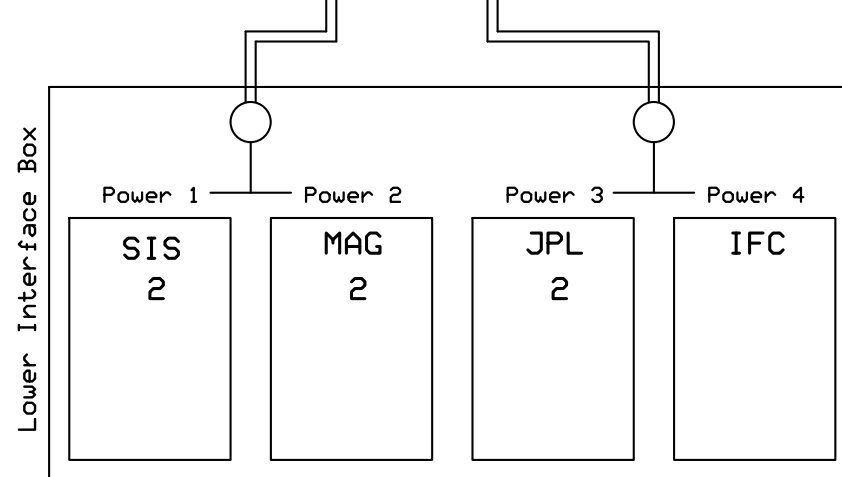 Lower Interface Box
Power 1
Power 2
Power 3
Power 4
SIS
2
MAG
2
JPL
2
IFC